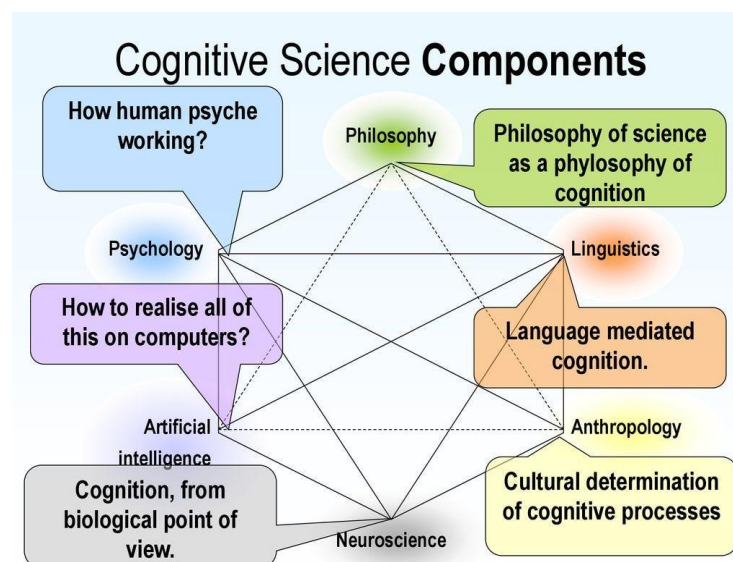 Cognitive Science Components
How human psyche
working?
Philosophy
Philosophy of science
as a phylosophy of
cognition
Psychology
Linguistics
How to realise all of
this on computers?
Language mediated
cognition.
Artificial
intelligence
Anthropology
Cognition, from
biological point of
view.
Cultural determination
of cognitive processes
Neuroscience